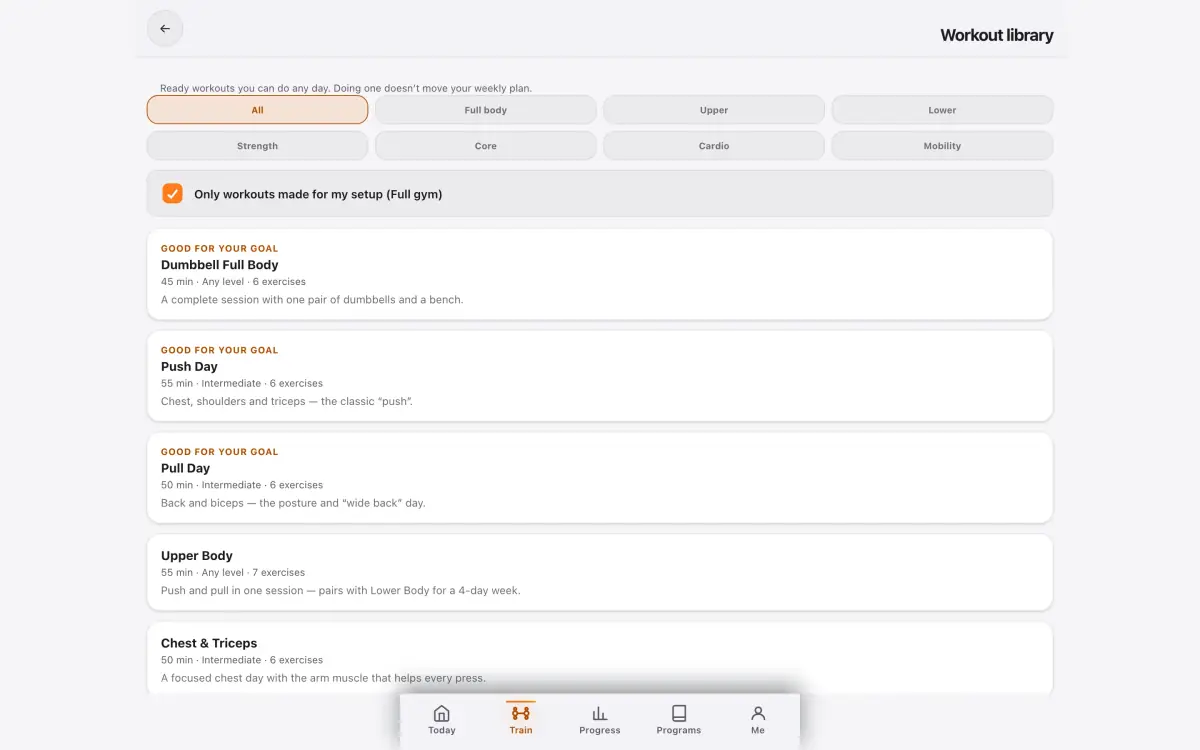 Workout library
Ready workouts you can do any day. Doing one doesn’t move your weekly plan.
All
Full body
Upper
Lower
Strength
Core
Cardio
Mobility
Only workouts made for my setup (Full gym)
GOOD FOR YOUR GOAL
Dumbbell Full Body
45 min · Any level · 6 exercises
A complete session with one pair of dumbbells and a bench.
GOOD FOR YOUR GOAL
Push Day
55 min · Intermediate · 6 exercises
Chest, shoulders and triceps — the classic “push”.
GOOD FOR YOUR GOAL
Pull Day
50 min · Intermediate · 6 exercises
Back and biceps — the posture and “wide back” day.
Upper Body
55 min · Any level · 7 exercises
Push and pull in one session — pairs with Lower Body for a 4-day week.
Chest & Triceps
50 min · Intermediate · 6 exercises
A focused chest day with the arm muscle that helps every press.
Today
Train
Progress
Programs
Me